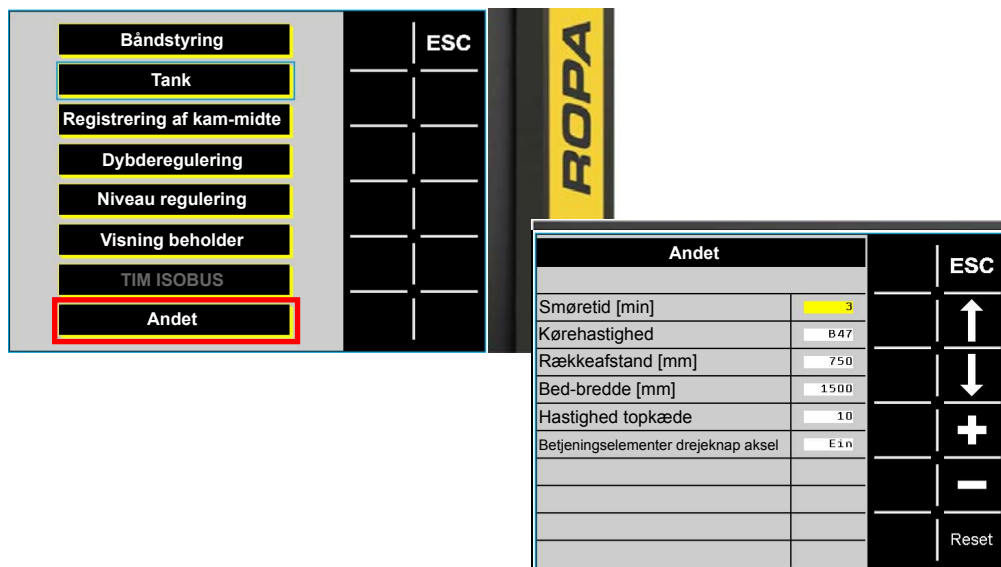 Båndstyring
Tank
Registrering af kam-midte
Dybderegulering
Niveau regulering
Visning beholder
TIM ISOBUS
Andet
ESC
ROPA
Andet
ESC
Smøretid [min] 3
Kørehastighed B47
Rækkeafstand [mm] 750
Bed-bredde [mm] 1500
Hastighed topkæde 10
Betjeningselementer drejeknap aksel Ein
Reset